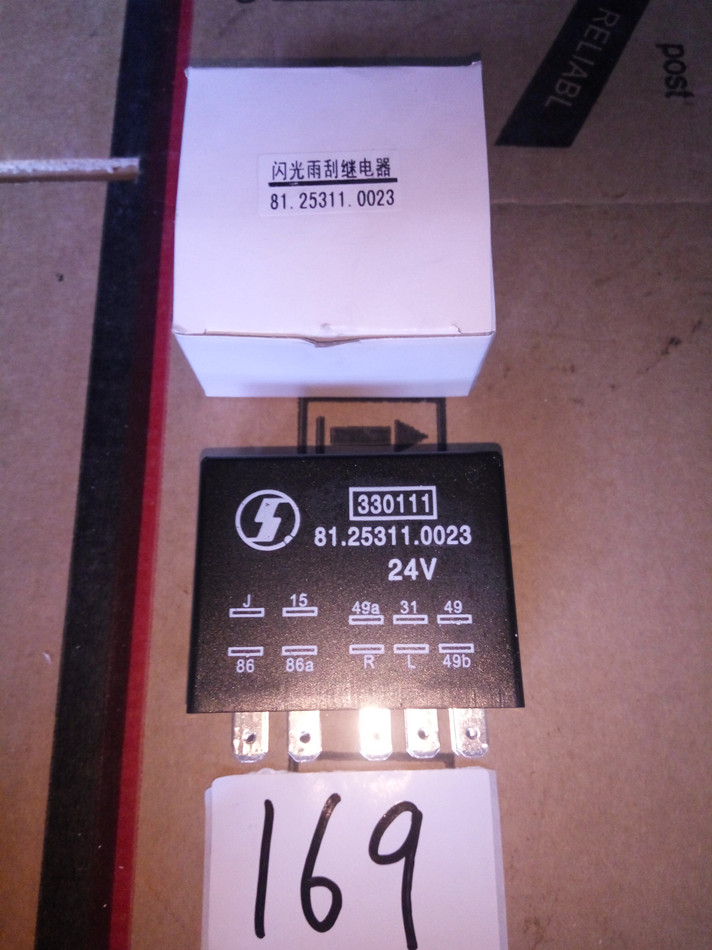 RELIABL
post
闪光雨刮继电器
81.25311.0023
330111
81.25311.0023
24V
J 15 49a 31 49
86 86a R L 49b
169